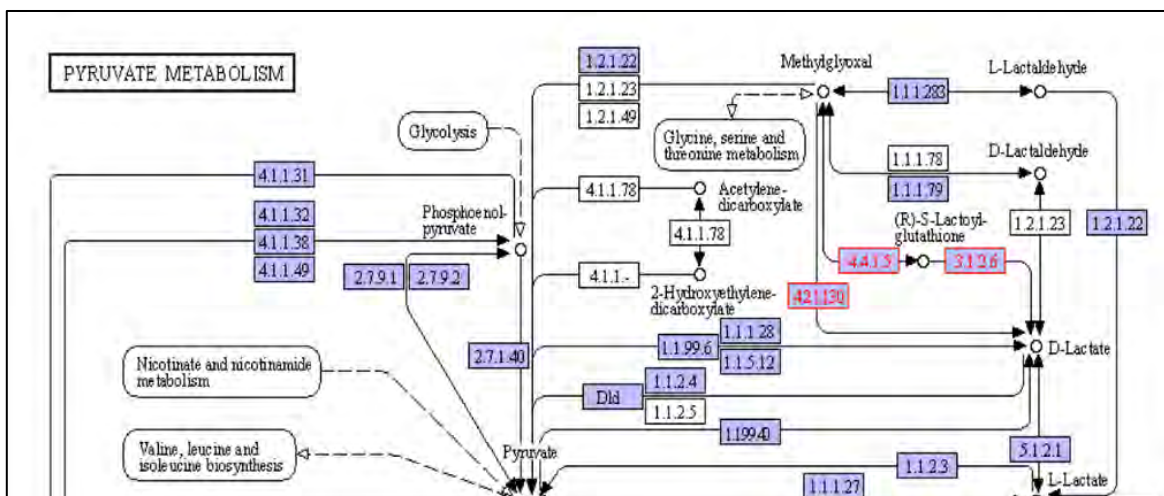 PYRUVATE METABOLISM
1.2.1.22
1.2.1.23
1.2.1.49
Methylglyoxal
1.1.1.283
L-Lactaldehyde
Glycolysis
Glycine, serine and
threonine metabolism
1.1.1.78
1.1.1.79
D-Lactaldehyde
4.1.1.31
4.1.1.78
Acetylene-
dicarboxylate
4.1.1.32
4.1.1.38
4.1.1.49
Phosphoenol-
pyruvate
4.1.1.78
(R)-S-Lactoyl-
glutathione
1.2.1.23
1.2.1.22
2.7.9.1
2.7.9.2
4.1.1.-
4.4.1.5
3.1.2.6
2-Hydroxyethylene-
dicarboxylate
4.2.1.130
1.1.1.28
1.1.99.6
1.1.5.12
D-Lactate
2.7.1.40
Nicotinate and nicotinamide
metabolism
Dld
1.1.2.4
1.1.2.5
1.1.99.40
Valine, leucine and
isoleucine biosynthesis
Pyruvate
5.1.2.1
1.1.2.3
L-Lactate
1.1.1.27